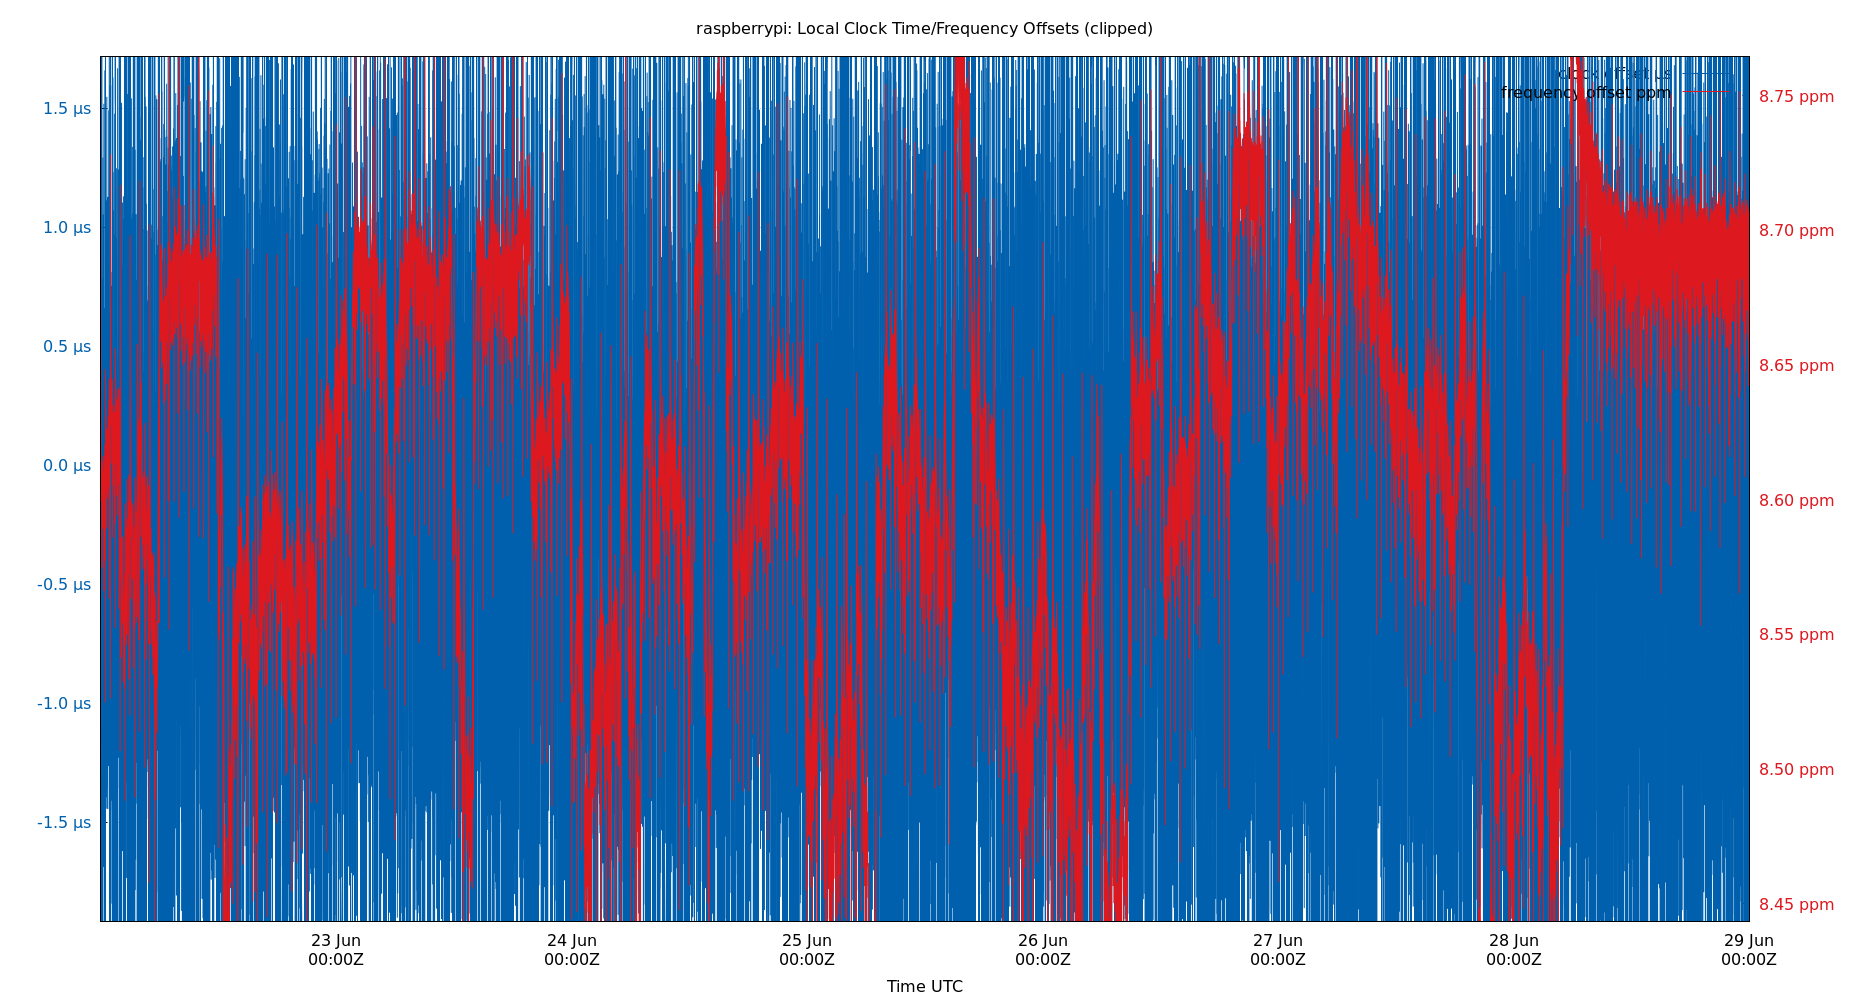 raspberrypi: Local Clock Time/Frequency Offsets (clipped)
clock offset µs
frequency offset ppm
1.5 µs
1.0 µs
0.5 µs
0.0 µs
-0.5 µs
-1.0 µs
-1.5 µs
8.75 ppm
8.70 ppm
8.65 ppm
8.60 ppm
8.55 ppm
8.50 ppm
8.45 ppm
23 Jun 24 Jun 25 Jun 26 Jun 27 Jun 28 Jun 29 Jun
00:00Z 00:00Z 00:00Z 00:00Z 00:00Z 00:00Z 00:00Z
Time UTC